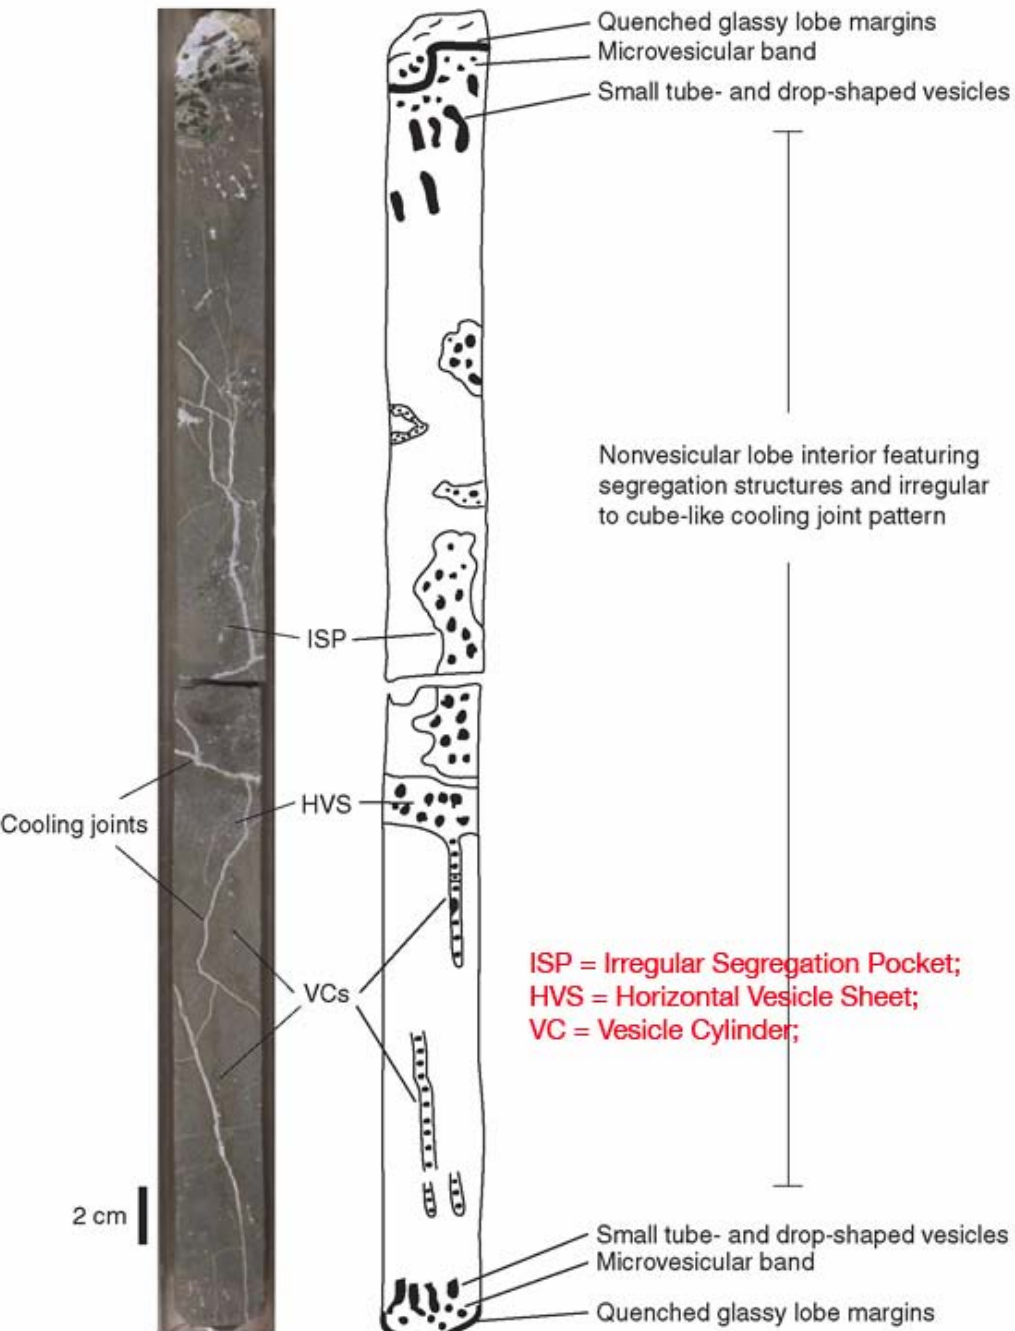 Quenched glassy lobe margins
Microvesicular band
Small tube- and drop-shaped vesicles
Nonvesicular lobe interior featuring
segregation structures and irregular
to cube-like cooling joint pattern
ISP
HVS
Cooling joints
ISP = Irregular Segregation Pocket;
HVS = Horizontal Vesicle Sheet;
VC = Vesicle Cylinder;
VCs
2 cm
Small tube- and drop-shaped vesicles
Microvesicular band
Quenched glassy lobe margins